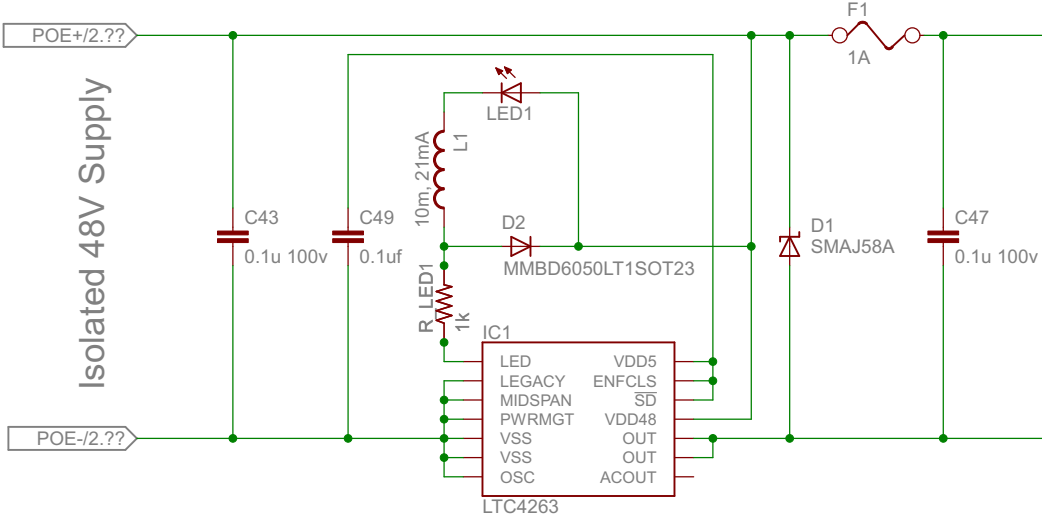 POE+/2.??
F1
1A
Isolated 48V Supply
LED1
L1
10m, 21mA
C43
0.1u 100v
C49
0.1uf
D2
MMBD6050LT1SOT23
D1
SMAJ58A
C47
0.1u 100v
R_LED1
1k
IC1
LED
LEGACY
MIDSPAN
PWRMGT
VSS
VSS
OSC
VDD5
ENFCLS
SD
VDD48
OUT
OUT
ACOUT
LTC4263
POE-/2.??